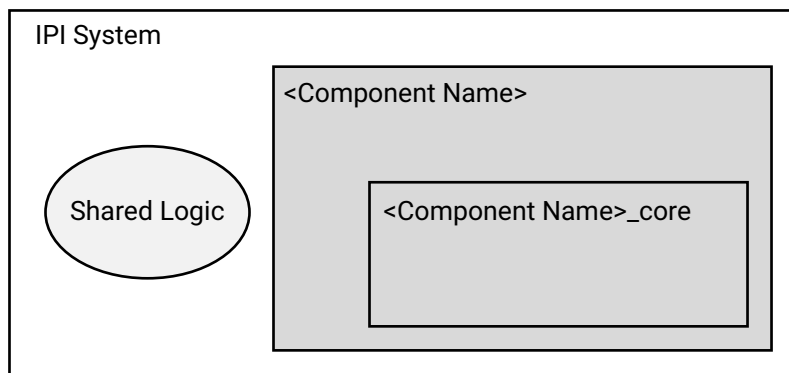 IPI System
<Component Name>
Shared Logic
<Component Name>_core